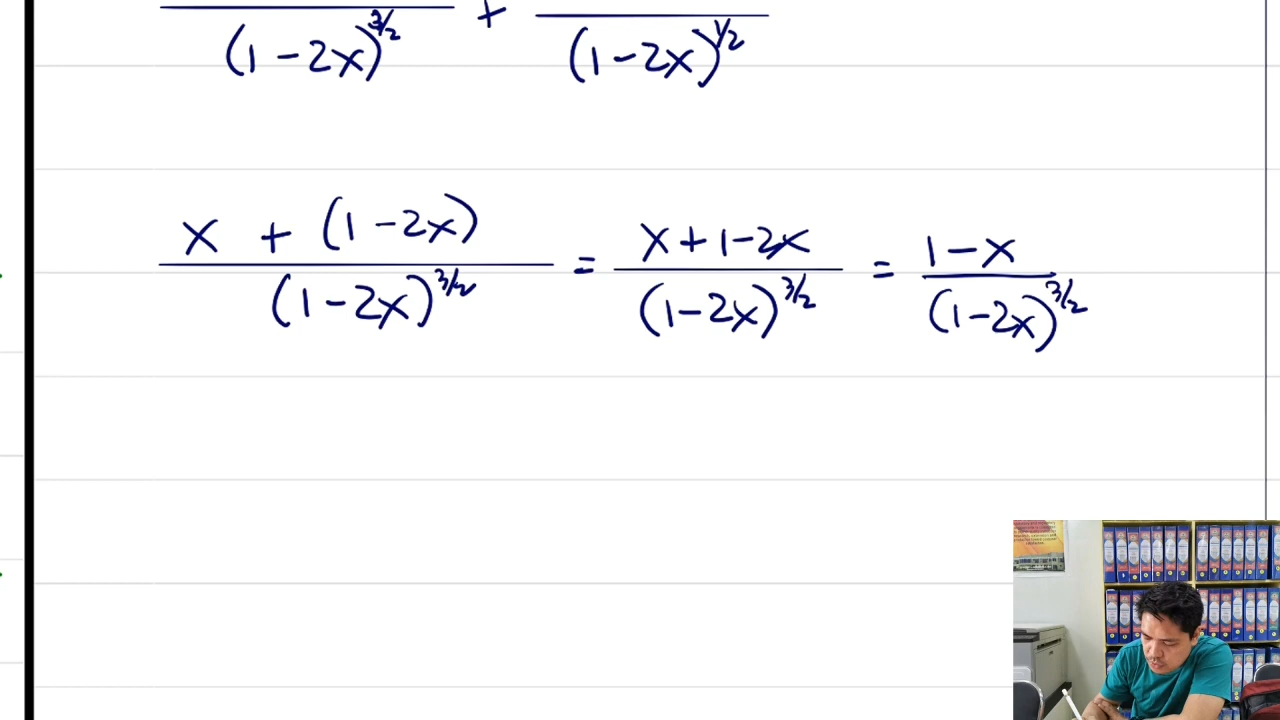 +
(1-2x)^3/2 (1-2x)^1/2
x + (1-2x) = x+1-2x = 1-x
(1-2x)^3/2 (1-2x)^3/2 (1-2x)^3/2